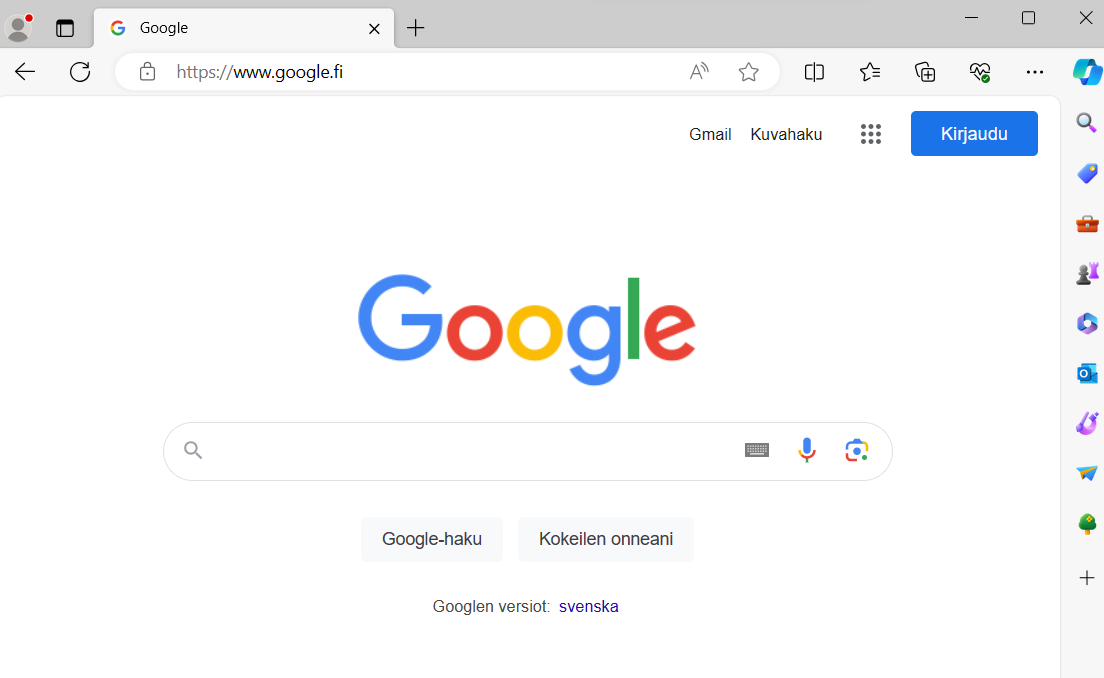 Google
https://www.google.fi
Gmail Kuvahaku Kirjaudu
Google
Google-haku Kokeilen onneani
Googlen versiot: svenska